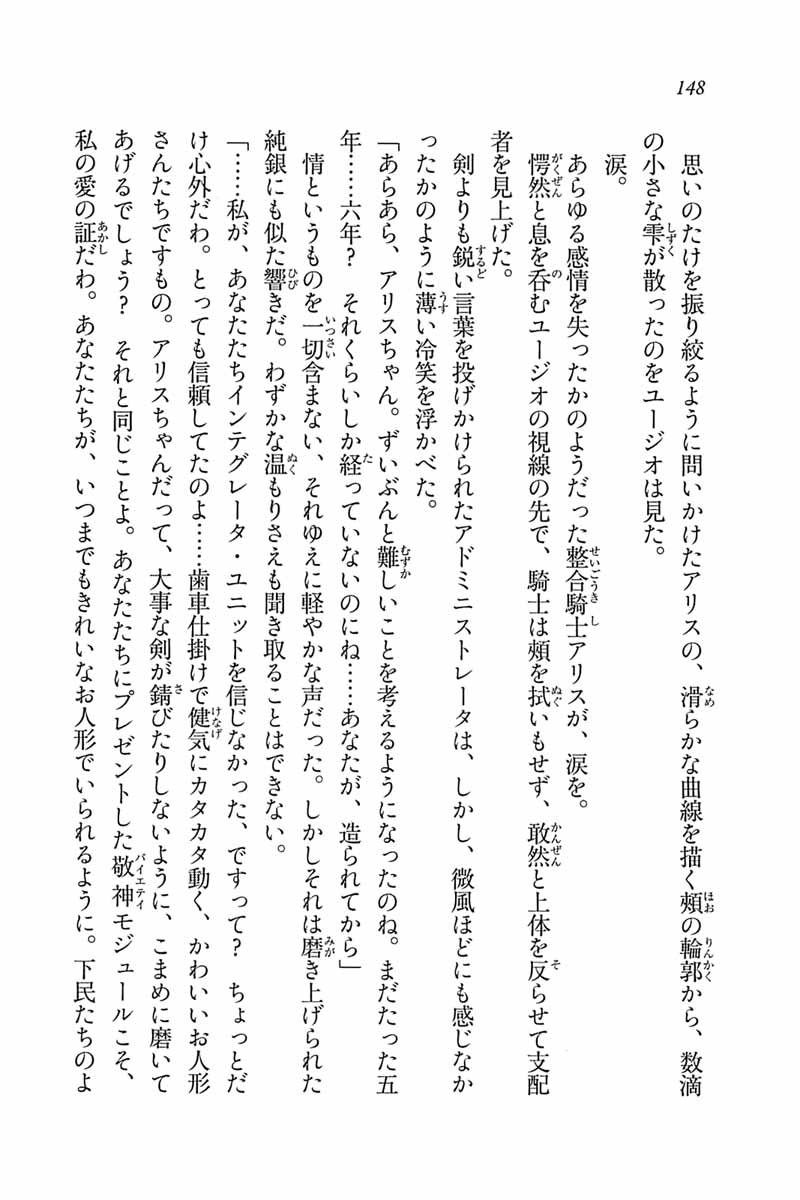 148
思いのたけを振り絞るように問いかけたアリスの、滑らかな曲線を描く頰の輪郭から、数滴
の小さな雫が散ったのをユージオは見た。
涙。
あらゆる感情を失ったかのようだった整合騎士アリスが、涙を。
愕然と息を呑むユージオの視線の先で、騎士は頰を拭いもせず、敢然と上体を反らせて支配
者を見上げた。
剣よりも鋭い言葉を投げかけられたアドミニストレータは、しかし、微風ほどにも感じなか
ったかのように薄い冷笑を浮かべた。
「あらあら、アリスちゃん。ずいぶんと難しいことを考えるようになったのね。まだたった五
年……六年？　それくらいしか経っていないのにね……あなたが、造られてから」
情というものを一切含まない、それゆえに軽やかな声だった。しかしそれは磨き上げられた
純銀にも似た響きだ。わずかな温もりさえも聞き取ることはできない。
「……私が、あなたたちインテグレータ・ユニットを信じなかった、ですって？　ちょっとだ
け心外だわ。とっても信頼してたのよ……歯車仕掛けで健気にカタカタ動く、かわいいお人形
さんたちですもの。アリスちゃんだって、大事な剣が錆びたりしないように、こまめに磨いて
あげるでしょう？　それと同じことよ。あなたたちにプレゼントした敬神モジュールこそ、
私の愛の証だわ。あなたたちが、いつまでもきれいなお人形でいられるように。下民たちのよ